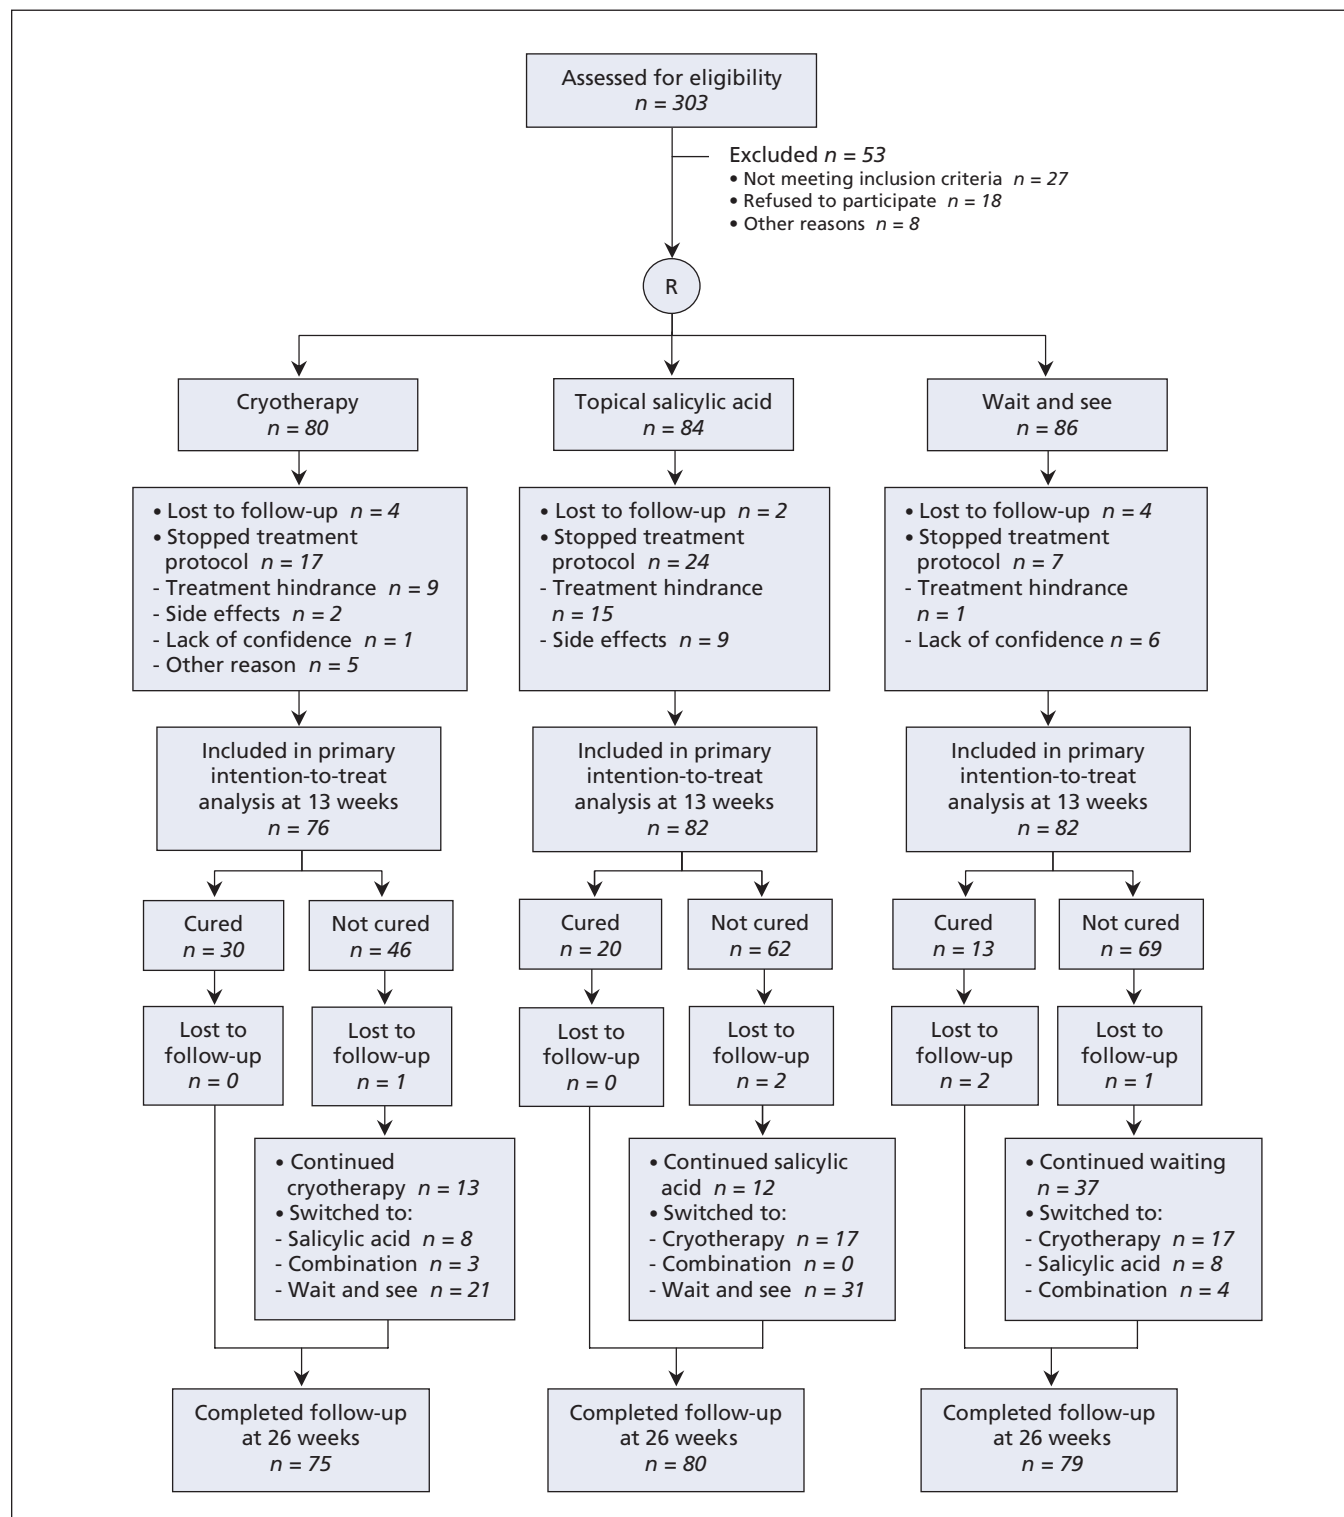 Assessed for eligibility
n = 303
Excluded n = 53
• Not meeting inclusion criteria n = 27
• Refused to participate n = 18
• Other reasons n = 8
R
Cryotherapy
n = 80
Topical salicylic acid
n = 84
Wait and see
n = 86
• Lost to follow-up n = 4
• Stopped treatment
protocol n = 17
- Treatment hindrance n = 9
- Side effects n = 2
- Lack of confidence n = 1
- Other reason n = 5
• Lost to follow-up n = 2
• Stopped treatment
protocol n = 24
- Treatment hindrance
n = 15
- Side effects n = 9
• Lost to follow-up n = 4
• Stopped treatment
protocol n = 7
- Treatment hindrance
n = 1
- Lack of confidence n = 6
Included in primary
intention-to-treat
analysis at 13 weeks
n = 76
Included in primary
intention-to-treat
analysis at 13 weeks
n = 82
Included in primary
intention-to-treat
analysis at 13 weeks
n = 82
Cured
n = 30
Not cured
n = 46
Cured
n = 20
Not cured
n = 62
Cured
n = 13
Not cured
n = 69
Lost to
follow-up
n = 0
Lost to
follow-up
n = 1
Lost to
follow-up
n = 0
Lost to
follow-up
n = 2
Lost to
follow-up
n = 2
Lost to
follow-up
n = 1
• Continued
cryotherapy n = 13
• Switched to:
- Salicylic acid n = 8
- Combination n = 3
- Wait and see n = 21
• Continued salicylic
acid n = 12
• Switched to:
- Cryotherapy n = 17
- Combination n = 0
- Wait and see n = 31
• Continued waiting
n = 37
• Switched to:
- Cryotherapy n = 17
- Salicylic acid n = 8
- Combination n = 4
Completed follow-up
at 26 weeks
n = 75
Completed follow-up
at 26 weeks
n = 80
Completed follow-up
at 26 weeks
n = 79